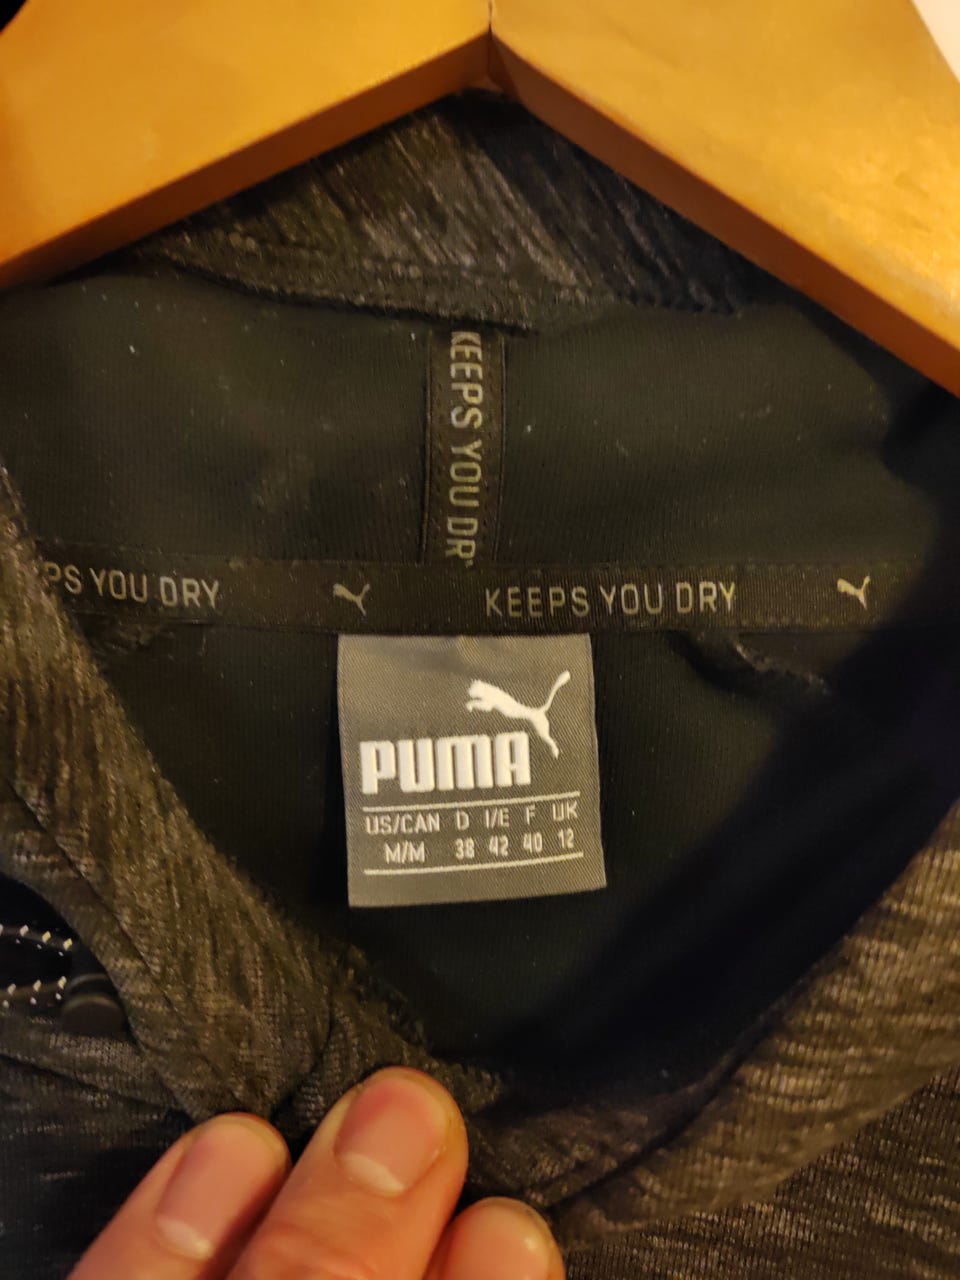 KEEPS YOU DR
PS YOU DRY KEEPS YOU DRY
PUMA
US/CAN D I/E F UK
M/M 38 42 40 12